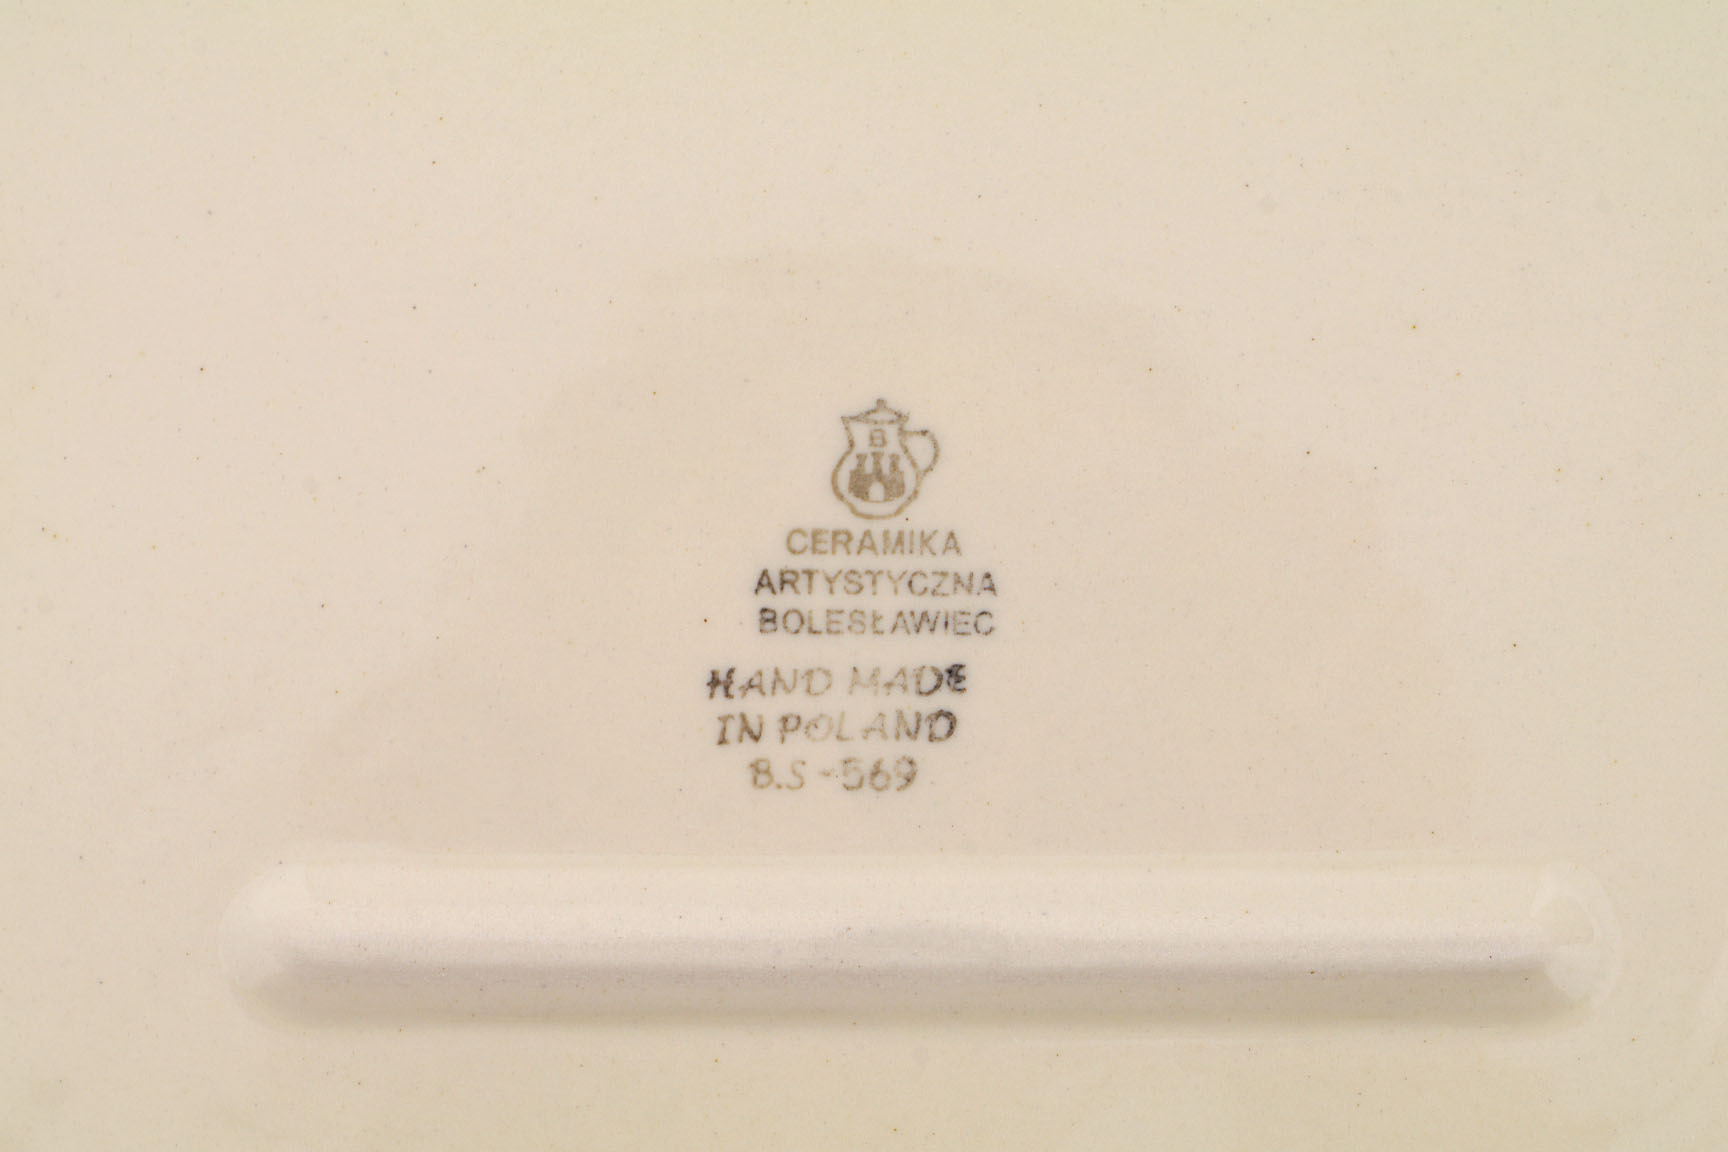 B
CERAMIKA
ARTYSTYCZNA
BOLESŁAWIEC
HAND MADE
IN POLAND
B.S - 569